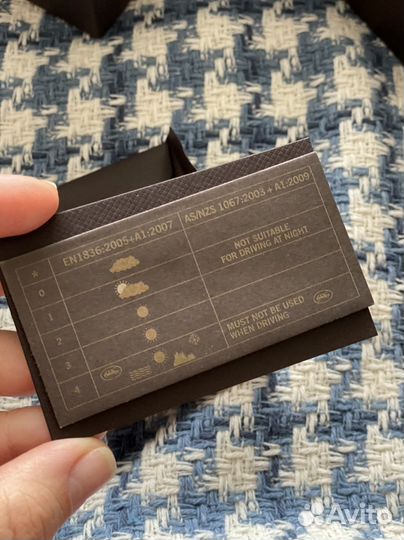 * EN1836:2005+A1:2007 AS/NZS 1067:2003 + A1:2009
0
1 NOT SUITABLE
FOR DRIVING AT NIGHT
2
3
4 MUST NOT BE USED
WHEN DRIVING
Avito